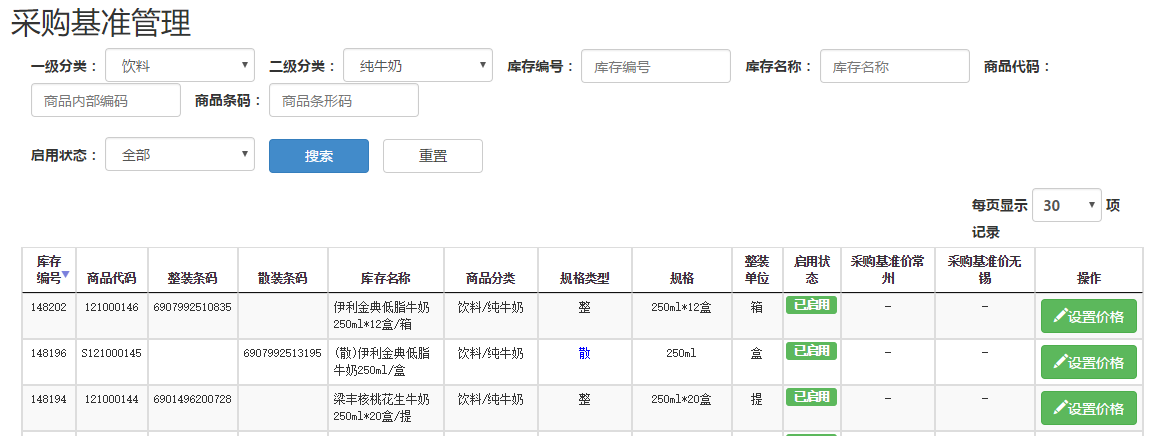 采购基准管理
一级分类： 饮料 二级分类： 纯牛奶 库存编号： 库存编号 库存名称： 库存名称 商品代码：
商品内部编码 商品条码： 商品条形码
启用状态： 全部 搜索 重置
每页显示 30 项
记录
库存编号 商品代码 整装条码 散装条码 库存名称 商品分类 规格类型 规格 整装单位 启用状态 采购基准价常州 采购基准价无锡 操作
148202 121000146 6907992510835 伊利金典低脂牛奶 饮料/纯牛奶 整 250ml*12盒 箱 已启用 - - 设置价格
250ml*12盒/箱
148196 S121000145 6907992513195 (散)伊利金典低脂 饮料/纯牛奶 散 250ml 盒 已启用 - - 设置价格
牛奶250ml/盒
148194 121000144 6901496200728 梁丰核桃花生牛奶 饮料/纯牛奶 整 250ml*20盒 提 已启用 - - 设置价格
250ml*20盒/提